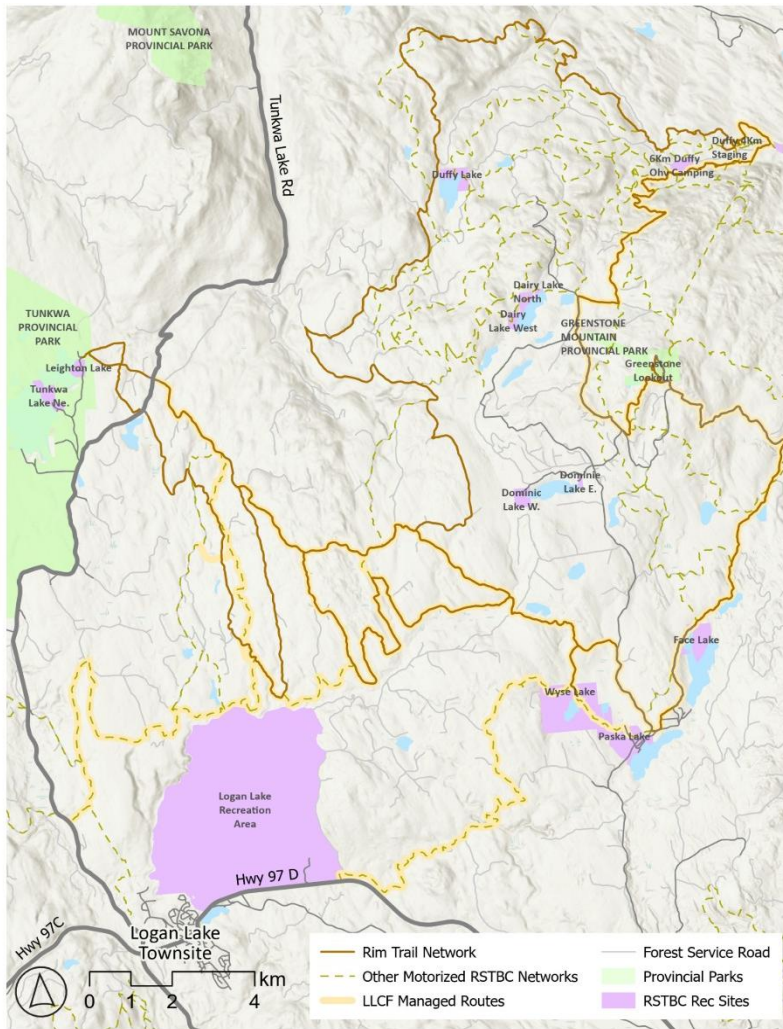 MOUNT SAVONA
PROVINCIAL PARK
Tunkwa Lake Rd
Duffy 4Km
Staging
6Km Duffy
Ohv Camping
Duffy Lake
Dairy Lake
North
Dairy
Lake West
GREENSTONE
MOUNTAIN
PROVINCIAL PARK
Greenstone
Lookout
TUNKWA
PROVINCIAL
PARK
Leighton Lake
Tunkwa
Lake Ne.
Dominic
Lake E.
Dominic
Lake W.
Face Lake
Wyse Lake
Paska Lake
Logan Lake
Recreation
Area
Hwy 97 D
Hwy 97C
Logan Lake
Townsite
km
0 1 2 4
Rim Trail Network
Other Motorized RSTBC Networks
LLCF Managed Routes
Forest Service Road
Provincial Parks
RSTBC Rec Sites